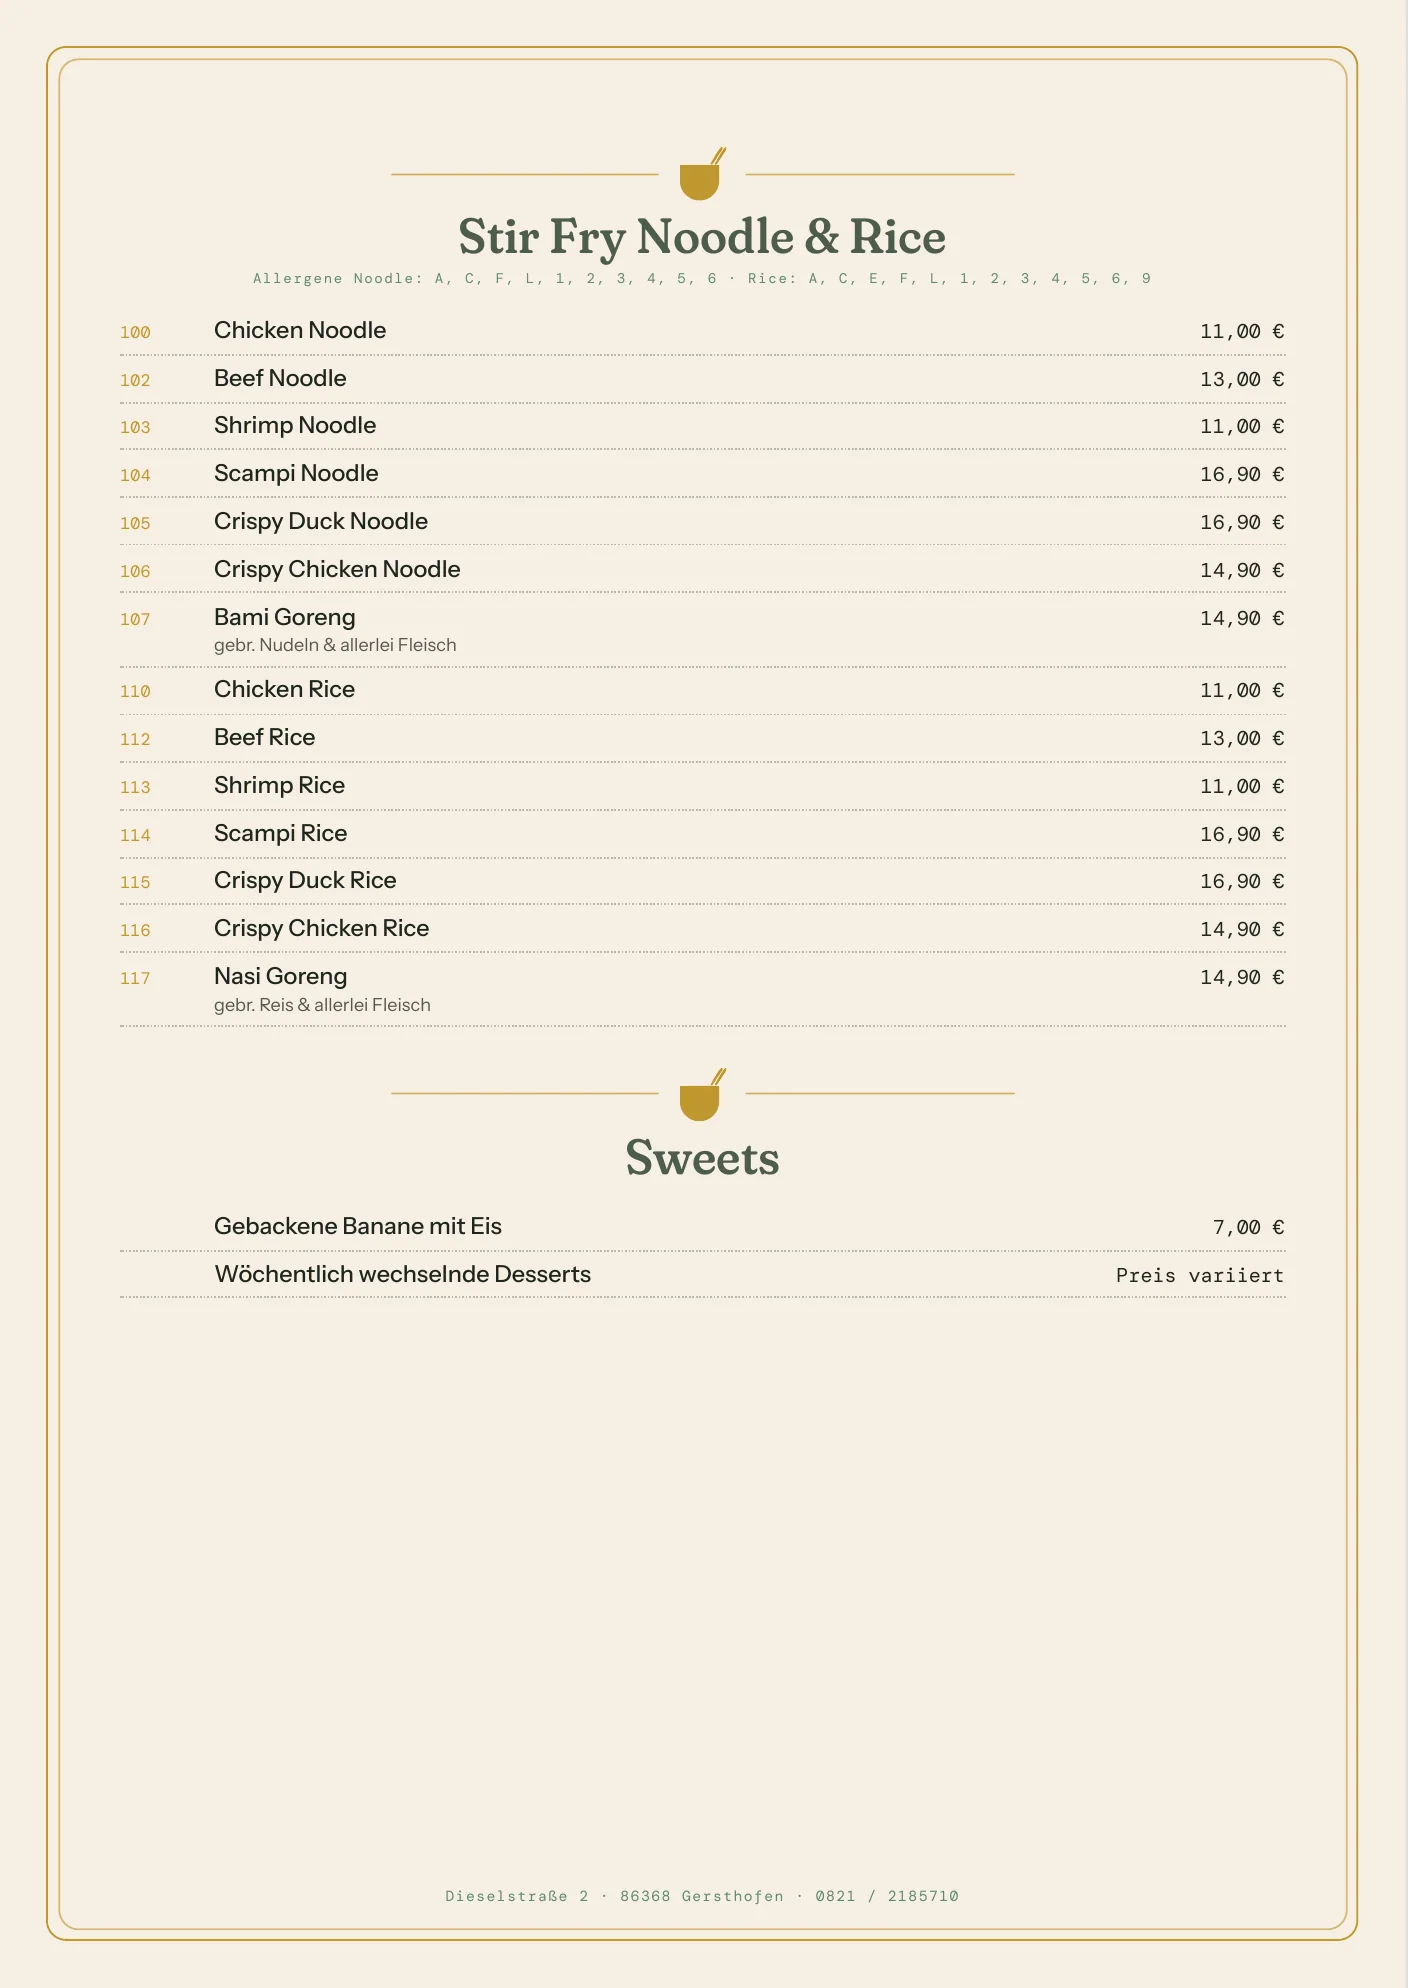 Stir Fry Noodle & Rice
Allergene Noodle: A, C, F, L, 1, 2, 3, 4, 5, 6 · Rice: A, C, E, F, L, 1, 2, 3, 4, 5, 6, 9
100 Chicken Noodle 11,00 €
102 Beef Noodle 13,00 €
103 Shrimp Noodle 11,00 €
104 Scampi Noodle 16,90 €
105 Crispy Duck Noodle 16,90 €
106 Crispy Chicken Noodle 14,90 €
107 Bami Goreng 14,90 €
gebr. Nudeln & allerlei Fleisch
110 Chicken Rice 11,00 €
112 Beef Rice 13,00 €
113 Shrimp Rice 11,00 €
114 Scampi Rice 16,90 €
115 Crispy Duck Rice 16,90 €
116 Crispy Chicken Rice 14,90 €
117 Nasi Goreng 14,90 €
gebr. Reis & allerlei Fleisch
Sweets
Gebackene Banane mit Eis 7,00 €
Wöchentlich wechselnde Desserts Preis variiert
Dieselstraße 2 · 86368 Gersthofen · 0821 / 2185710